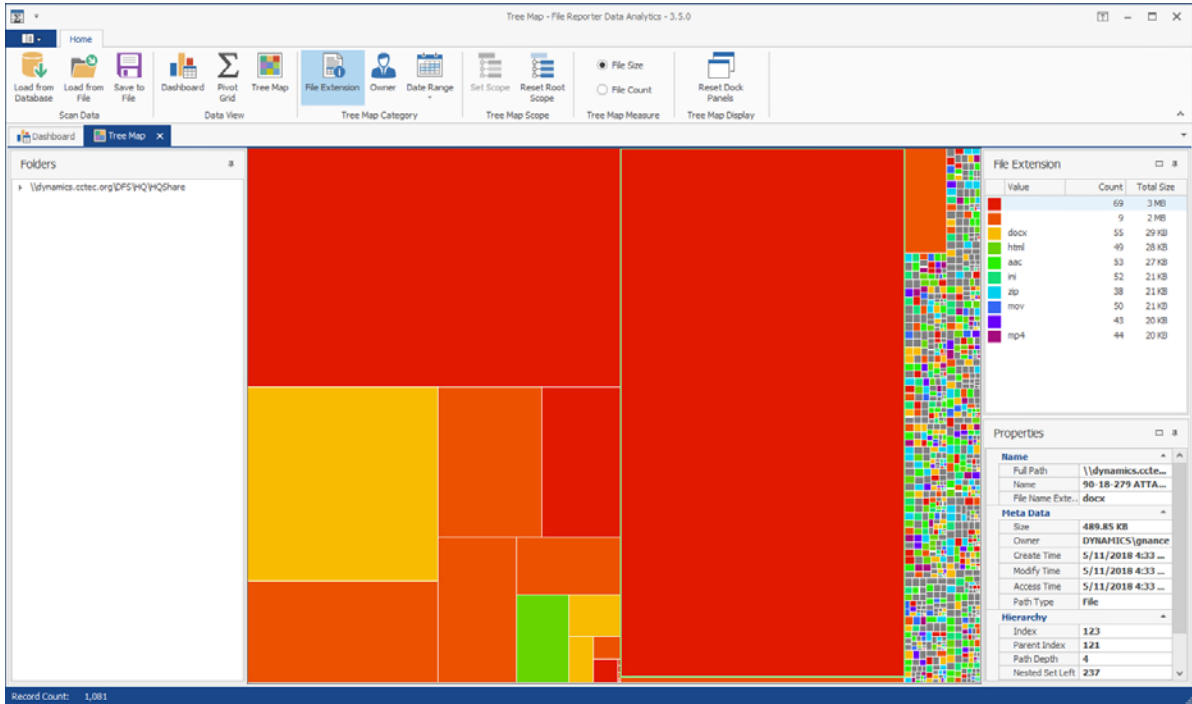 Tree Map - File Reporter Data Analytics - 3.5.0
Home
Load from Database
Load from File
Save to File
Dashboard
Pivot Grid
Tree Map
File Extension
Owner
Date Range
Set Scope
Reset Root Scope
File Size
File Count
Reset Dock Panels
Scan Data
Data View
Tree Map Category
Tree Map Scope
Tree Map Measure
Tree Map Display
Dashboard
Tree Map
Folders
\\dynamics.cctec.org\DFS\HQ\HQShare
File Extension
Value Count Total Size
69 3 MB
9 2 MB
docx 55 29 KB
html 49 28 KB
aac 53 27 KB
ini 52 21 KB
zip 38 21 KB
mov 50 21 KB
43 20 KB
mp4 44 20 KB
Properties
Name
Full Path \\dynamics.ccte...
Name 90-18-279 ATTA...
File Name Exte... docx
Meta Data
Size 489.85 KB
Owner DYNAMICS\gnance
Create Time 5/11/2018 4:33 ...
Modify Time 5/11/2018 4:33 ...
Access Time 5/11/2018 4:33 ...
Path Type File
Hierarchy
Index 123
Parent Index 121
Path Depth 4
Nested Set Left 237
Record Count: 1,081